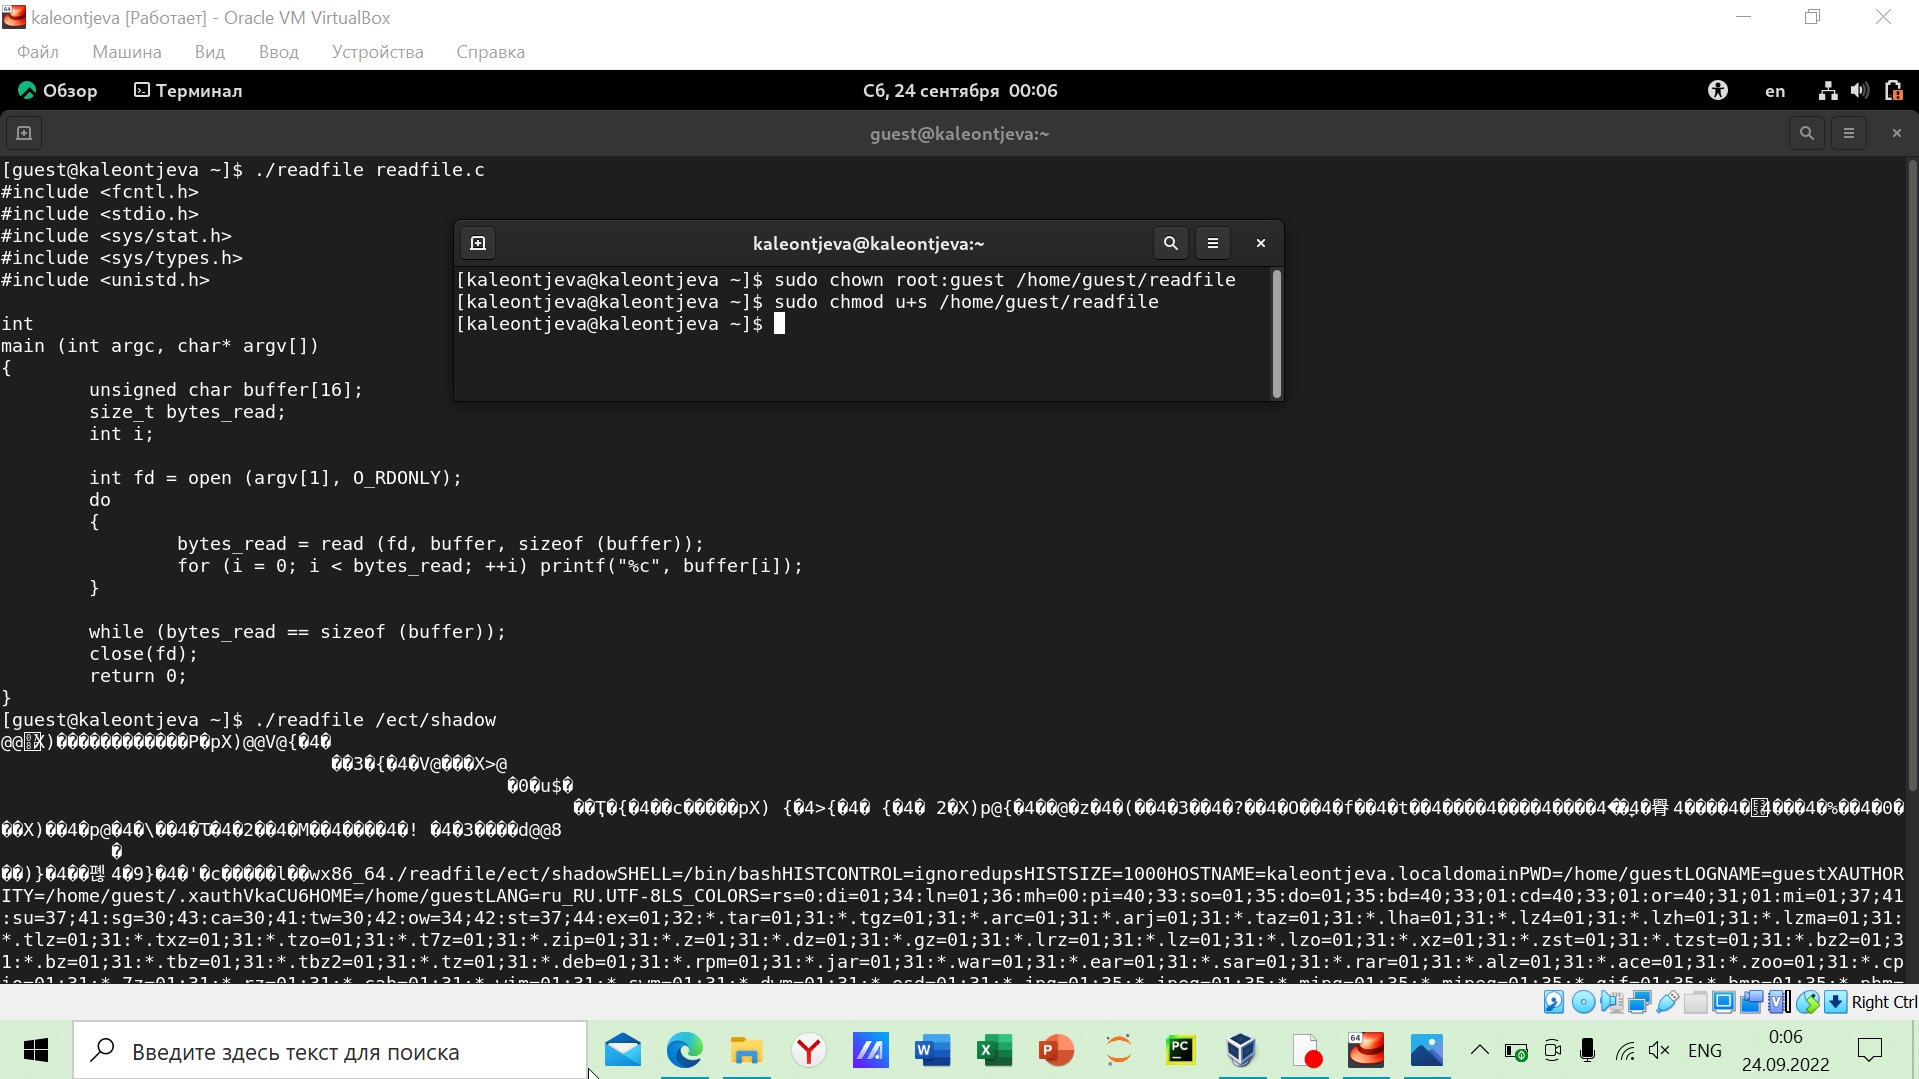 kaleontjeva [Работает] - Oracle VM VirtualBox
Файл Машина Вид Ввод Устройства Справка
Обзор Терминал Сб, 24 сентября 00:06 en
guest@kaleontjeva:~
[guest@kaleontjeva ~]$ ./readfile readfile.c
#include <fcntl.h>
#include <stdio.h>
#include <sys/stat.h>
#include <sys/types.h>
#include <unistd.h>
int
main (int argc, char* argv[])
{
unsigned char buffer[16];
size_t bytes_read;
int i;
int fd = open (argv[1], O_RDONLY);
do
{
bytes_read = read (fd, buffer, sizeof (buffer));
for (i = 0; i < bytes_read; ++i) printf("%c", buffer[i]);
}
while (bytes_read == sizeof (buffer));
close(fd);
return 0;
}
[guest@kaleontjeva ~]$ ./readfile /ect/shadow
kaleontjeva@kaleontjeva:~
[kaleontjeva@kaleontjeva ~]$ sudo chown root:guest /home/guest/readfile
[kaleontjeva@kaleontjeva ~]$ sudo chmod u+s /home/guest/readfile
[kaleontjeva@kaleontjeva ~]$
wx86_64./readfile/ect/shadowSHELL=/bin/bashHISTCONTROL=ignoredupsHISTSIZE=1000HOSTNAME=kaleontjeva.localdomainPWD=/home/guestLOGNAME=guestXAUTHOR
ITY=/home/guest/.xauthVkaCU6HOME=/home/guestLANG=ru_RU.UTF-8LS_COLORS=rs=0:di=01;34:ln=01;36:mh=00:pi=40;33:so=01;35:do=01;35:bd=40;33;01:cd=40;33;01:or=40;31;01:mi=01;37;41
:su=37;41:sg=30;43:ca=30;41:tw=30;42:ow=34;42:st=37;44:ex=01;32:*.tar=01;31:*.tgz=01;31:*.arc=01;31:*.arj=01;31:*.taz=01;31:*.lha=01;31:*.lz4=01;31:*.lzh=01;31:*.lzma=01;31:
*.tlz=01;31:*.txz=01;31:*.tzo=01;31:*.t7z=01;31:*.zip=01;31:*.z=01;31:*.dz=01;31:*.gz=01;31:*.lrz=01;31:*.lz=01;31:*.lzo=01;31:*.xz=01;31:*.zst=01;31:*.tzst=01;31:*.bz2=01;3
1:*.bz=01;31:*.tbz=01;31:*.tbz2=01;31:*.tz=01;31:*.deb=01;31:*.rpm=01;31:*.jar=01;31:*.war=01;31:*.ear=01;31:*.sar=01;31:*.rar=01;31:*.alz=01;31:*.ace=01;31:*.zoo=01;31:*.cp
Right Ctrl
Введите здесь текст для поиска
ENG
0:06
24.09.2022